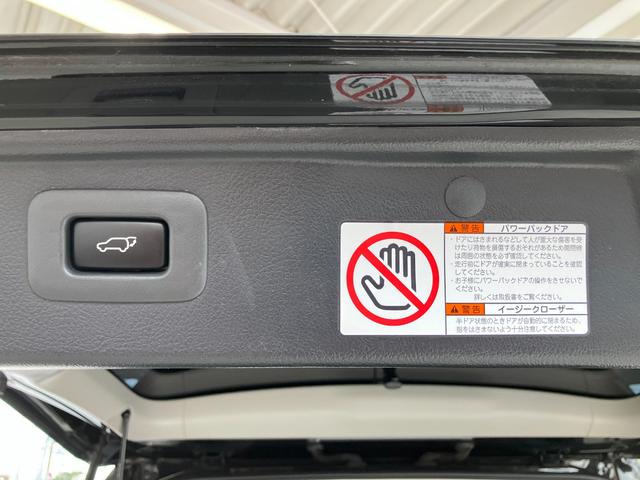 警告 パワーバックドア
・ドアにはさまれるなどして人が重大な傷害を受
けたり荷物を損傷するおそれがあるため開閉時
は周囲の状態を必ず確認してください。
・走行前にドアが確実に閉まっていることを確認
してください。
・お子様にパワーバックドアの操作をさせないで
ください。
詳しくは取扱書をご覧ください。
警告 イージークローザー
半ドア状態のときドアが自動的に閉まるため、
指をはさまないよう十分注意してください。